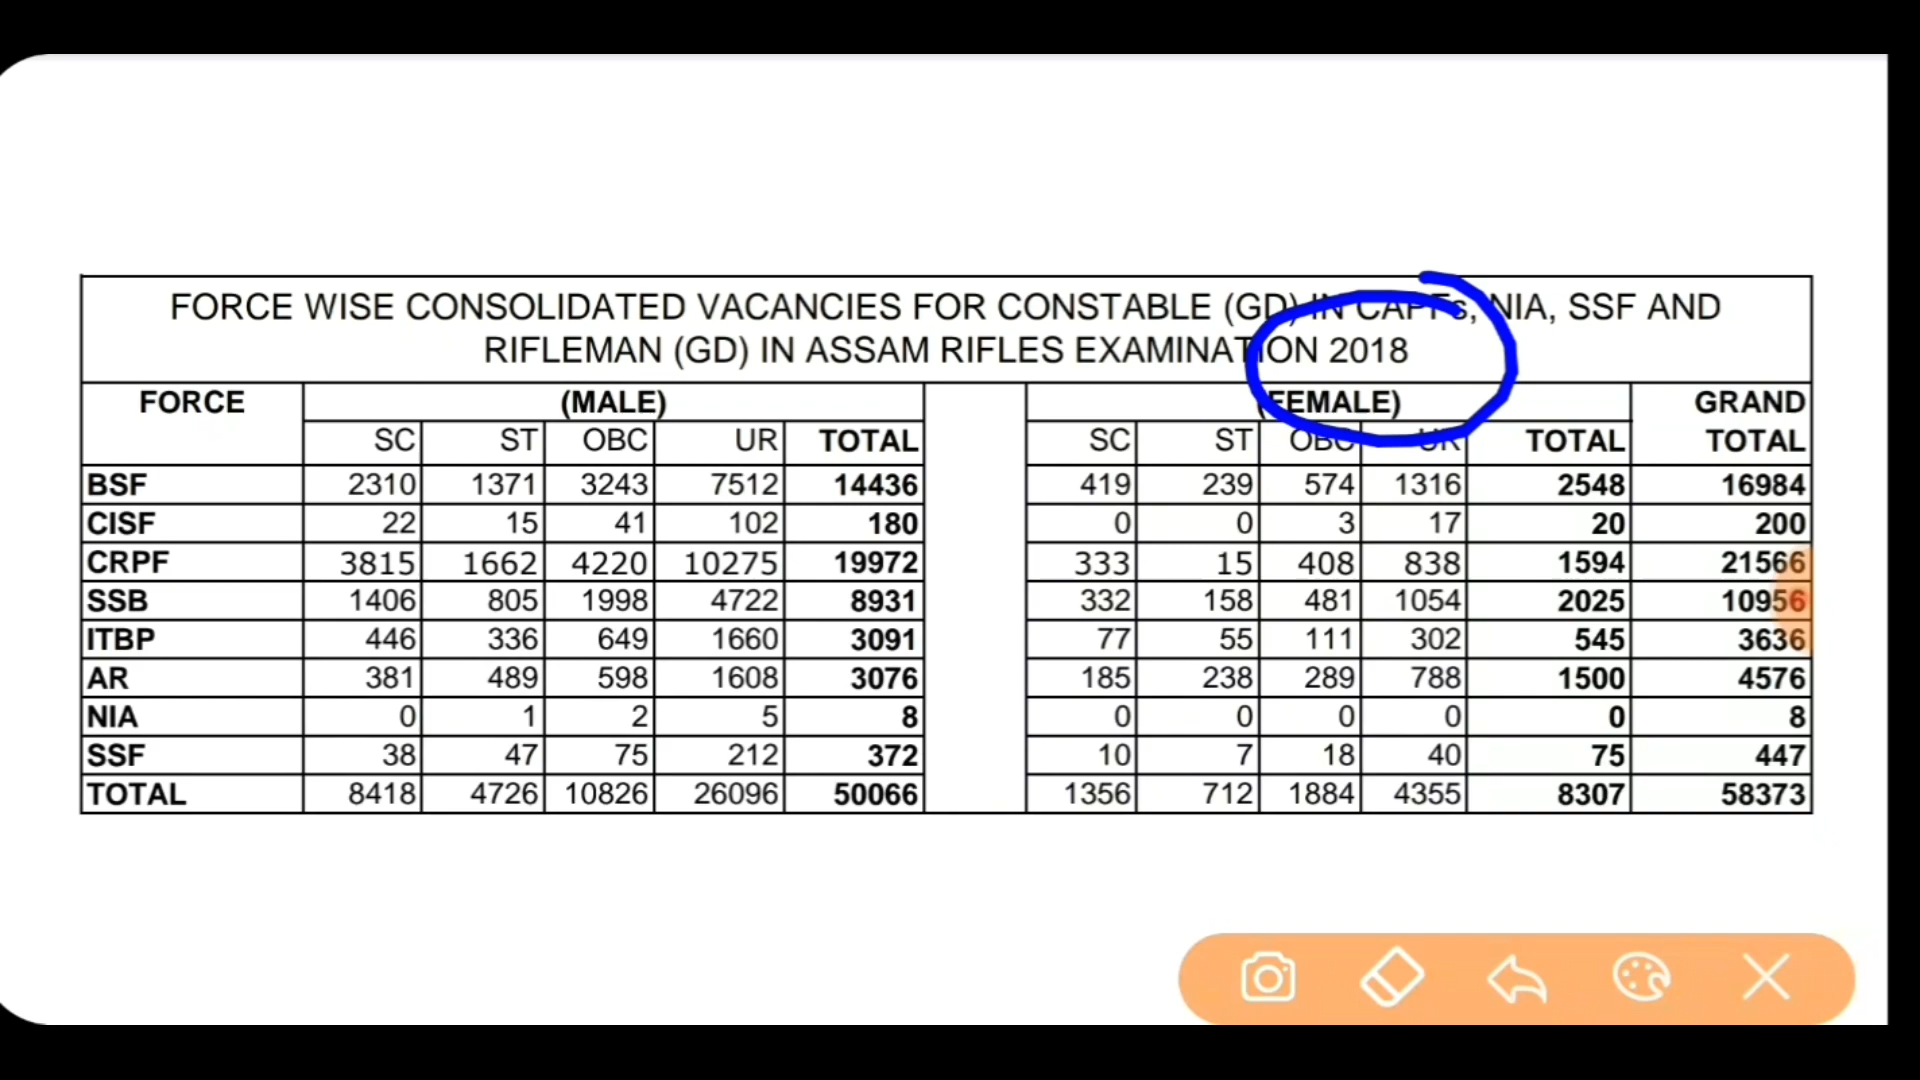 FORCE WISE CONSOLIDATED VACANCIES FOR CONSTABLE (GD) IN CAPFs, NIA, SSF AND
RIFLEMAN (GD) IN ASSAM RIFLES EXAMINATION 2018
FORCE (MALE) (FEMALE) GRAND
SC ST OBC UR TOTAL SC ST OBC UR TOTAL TOTAL
BSF 2310 1371 3243 7512 14436 419 239 574 1316 2548 16984
CISF 22 15 41 102 180 0 0 3 17 20 200
CRPF 3815 1662 4220 10275 19972 333 15 408 838 1594 21566
SSB 1406 805 1998 4722 8931 332 158 481 1054 2025 10956
ITBP 446 336 649 1660 3091 77 55 111 302 545 3636
AR 381 489 598 1608 3076 185 238 289 788 1500 4576
NIA 0 1 2 5 8 0 0 0 0 0 8
SSF 38 47 75 212 372 10 7 18 40 75 447
TOTAL 8418 4726 10826 26096 50066 1356 712 1884 4355 8307 58373